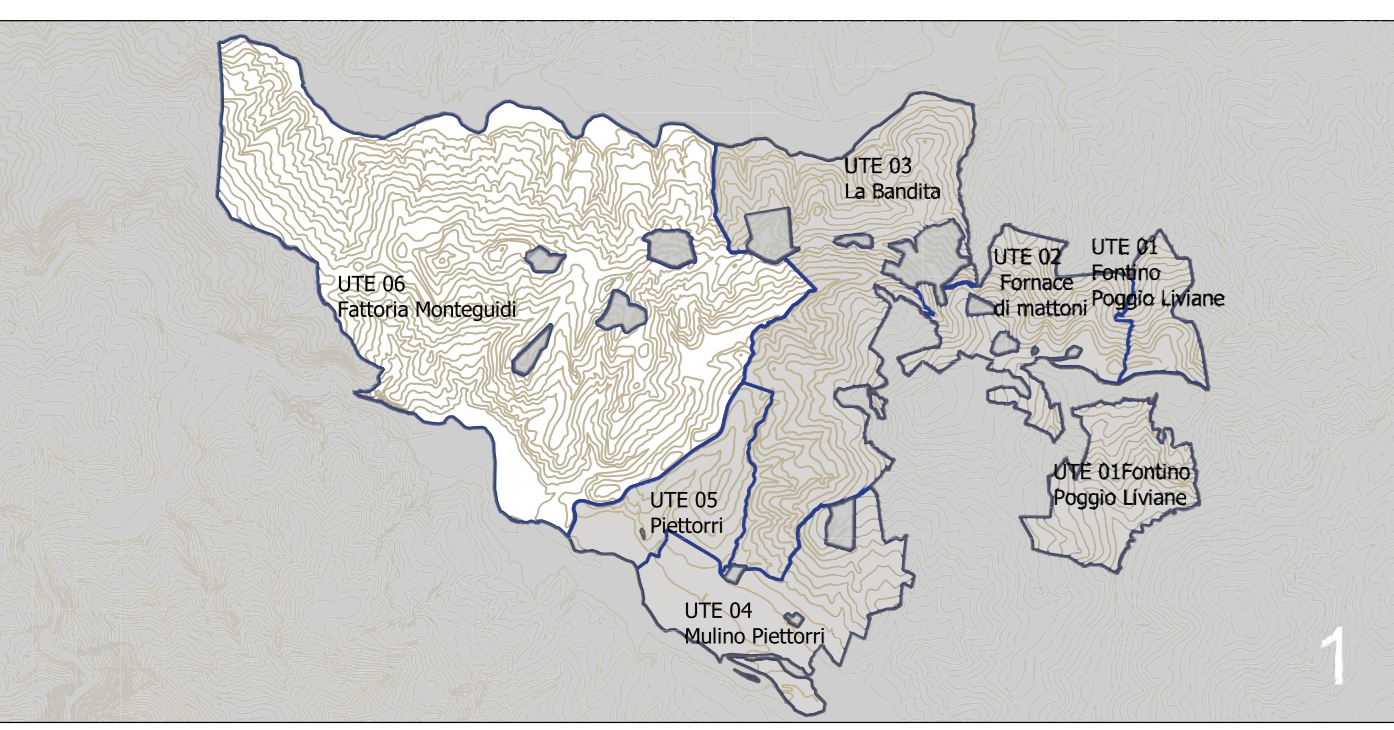 UTE 03
La Bandita
UTE 02
Fornace
di mattoni
UTE 01
Fontino
Poggio Liviane
UTE 06
Fattoria Monteguidi
UTE 01Fontino
Poggio Liviane
UTE 05
Piettorri
UTE 04
Mulino Piettorri
1